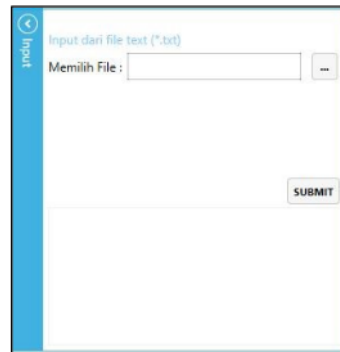 Input
Input dari file text (*.txt)
Memilih File :
...
SUBMIT